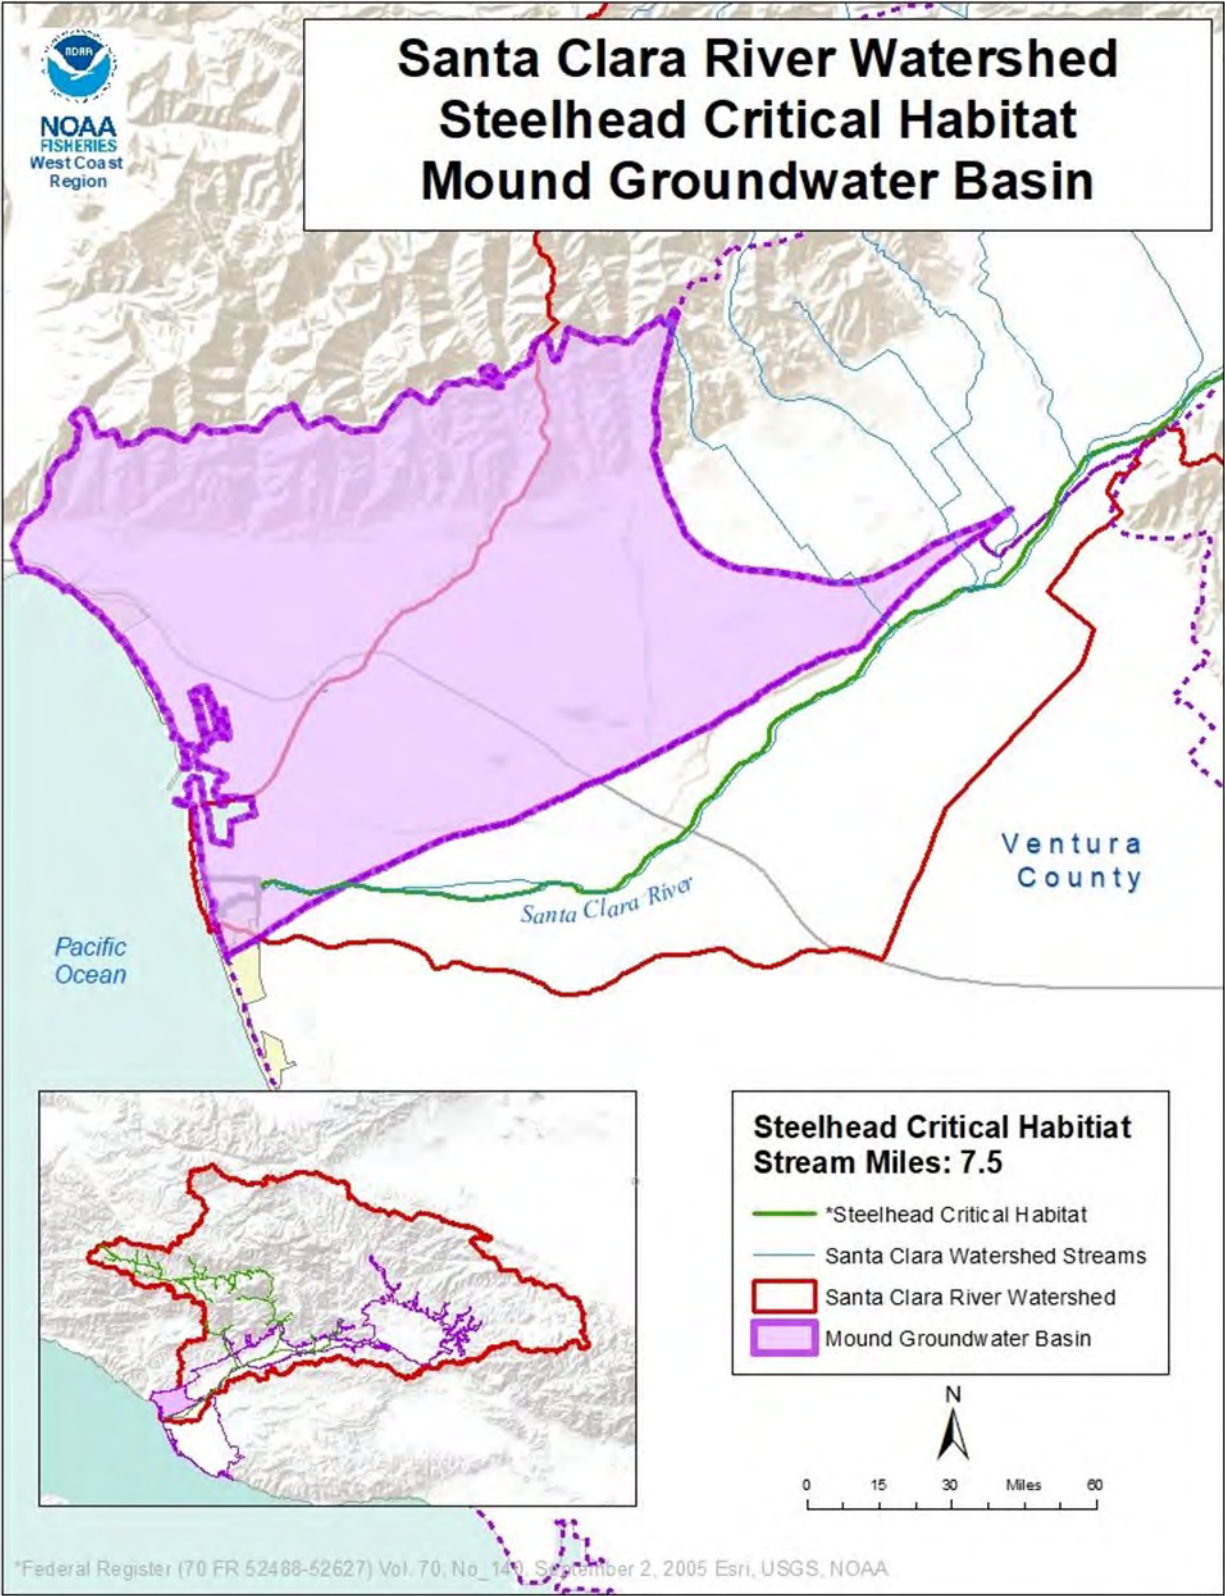 NOAA
NOAA
FISHERIES
West Coast
Region
Santa Clara River Watershed
Steelhead Critical Habitat
Mound Groundwater Basin
Ventura
County
Santa Clara River
Pacific
Ocean
Steelhead Critical Habitiat
Stream Miles: 7.5
*Steelhead Critical Habitat
Santa Clara Watershed Streams
Santa Clara River Watershed
Mound Groundwater Basin
N
0 15 30 Miles 60
*Federal Register (70 FR 52488-52627) Vol. 70, No_140, September 2, 2005 Esri, USGS, NOAA